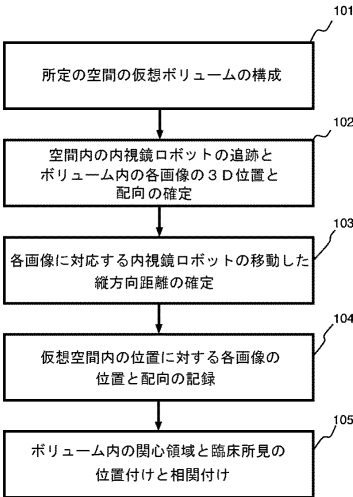 101
所定の空間の仮想ボリュームの構成
102
空間内の内視鏡ロボットの追跡と
ボリューム内の各画像の３Ｄ位置と
配向の確定
103
各画像に対応する内視鏡ロボットの移動した
縦方向距離の確定
104
仮想空間内の位置に対する各画像の
位置と配向の記録
105
ボリューム内の関心領域と臨床所見の
位置付けと相関付け